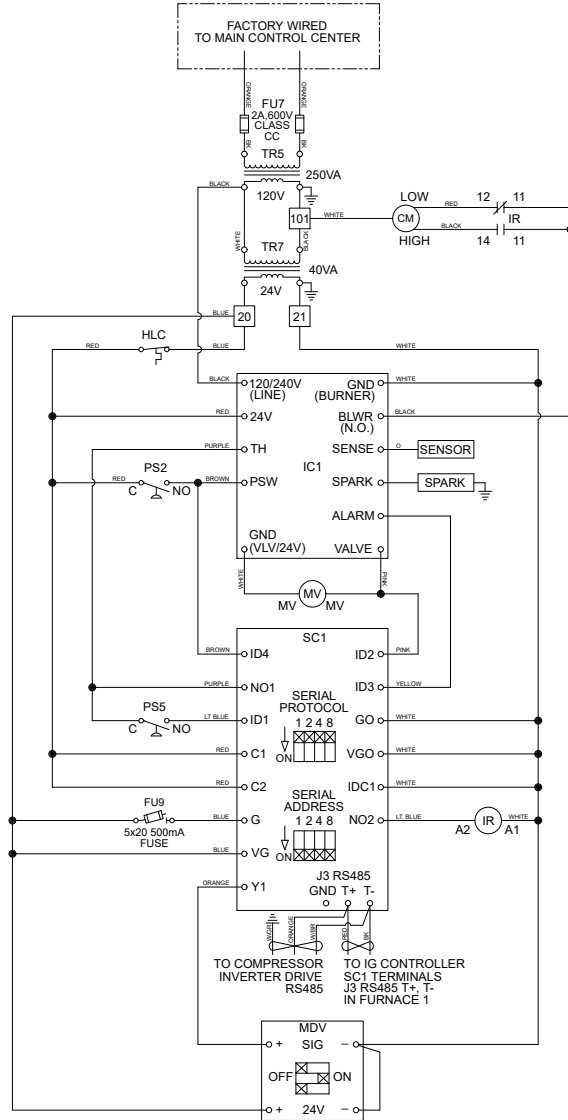 FACTORY WIRED
TO MAIN CONTROL CENTER
ORANGE
ORANGE
FU7
2A,600V
CLASS
CC
BK
BK
TR5
250VA
BLACK
120V
LOW
RED
12
11
101
WHITE
CM
IR
BLACK
HIGH
14
11
WHITE
BLACK
TR7
40VA
24V
BLUE
20
21
HLC
RED
BLUE
WHITE
BLACK
120/240V
(LINE)
GND
(BURNER)
WHITE
RED
24V
BLWR
(N.O.)
BLACK
PURPLE
TH
SENSE
O
SENSOR
IC1
PS2
RED
C
NO
BROWN
PSW
SPARK
SPARK
ALARM
GND
(VLV/24V)
VALVE
WHITE
PINK
MV
MV
MV
SC1
BROWN
ID4
ID2
PINK
PURPLE
NO1
ID3
YELLOW
SERIAL
PROTOCOL
1 2 4 8
ON
PS5
C
NO
LT BLUE
ID1
GO
WHITE
RED
C1
VGO
WHITE
RED
C2
IDC1
WHITE
SERIAL
ADDRESS
1 2 4 8
ON
FU9
5x20 500mA
FUSE
BLUE
G
NO2
LT. BLUE
A2
IR
A1
WHITE
BLUE
VG
J3 RS485
ORANGE
Y1
GND T+ T-
W/GR
ORANGE
W/BR
RED
BK
TO COMPRESSOR
INVERTER DRIVE
RS485
TO IG CONTROLLER
SC1 TERMINALS
J3 RS485 T+, T-
IN FURNACE 1
MDV
+ SIG −
OFF
ON
+ 24V −